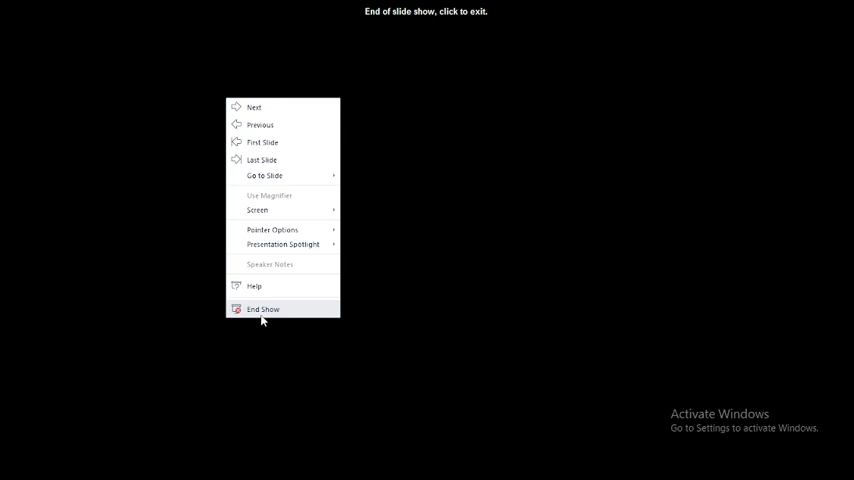 End of slide show, click to exit.
Next
Previous
First Slide
Last Slide
Go to Slide
Use Magnifier
Screen
Pointer Options
Presentation Spotlight
Speaker Notes
Help
End Show
Activate Windows
Go to Settings to activate Windows.